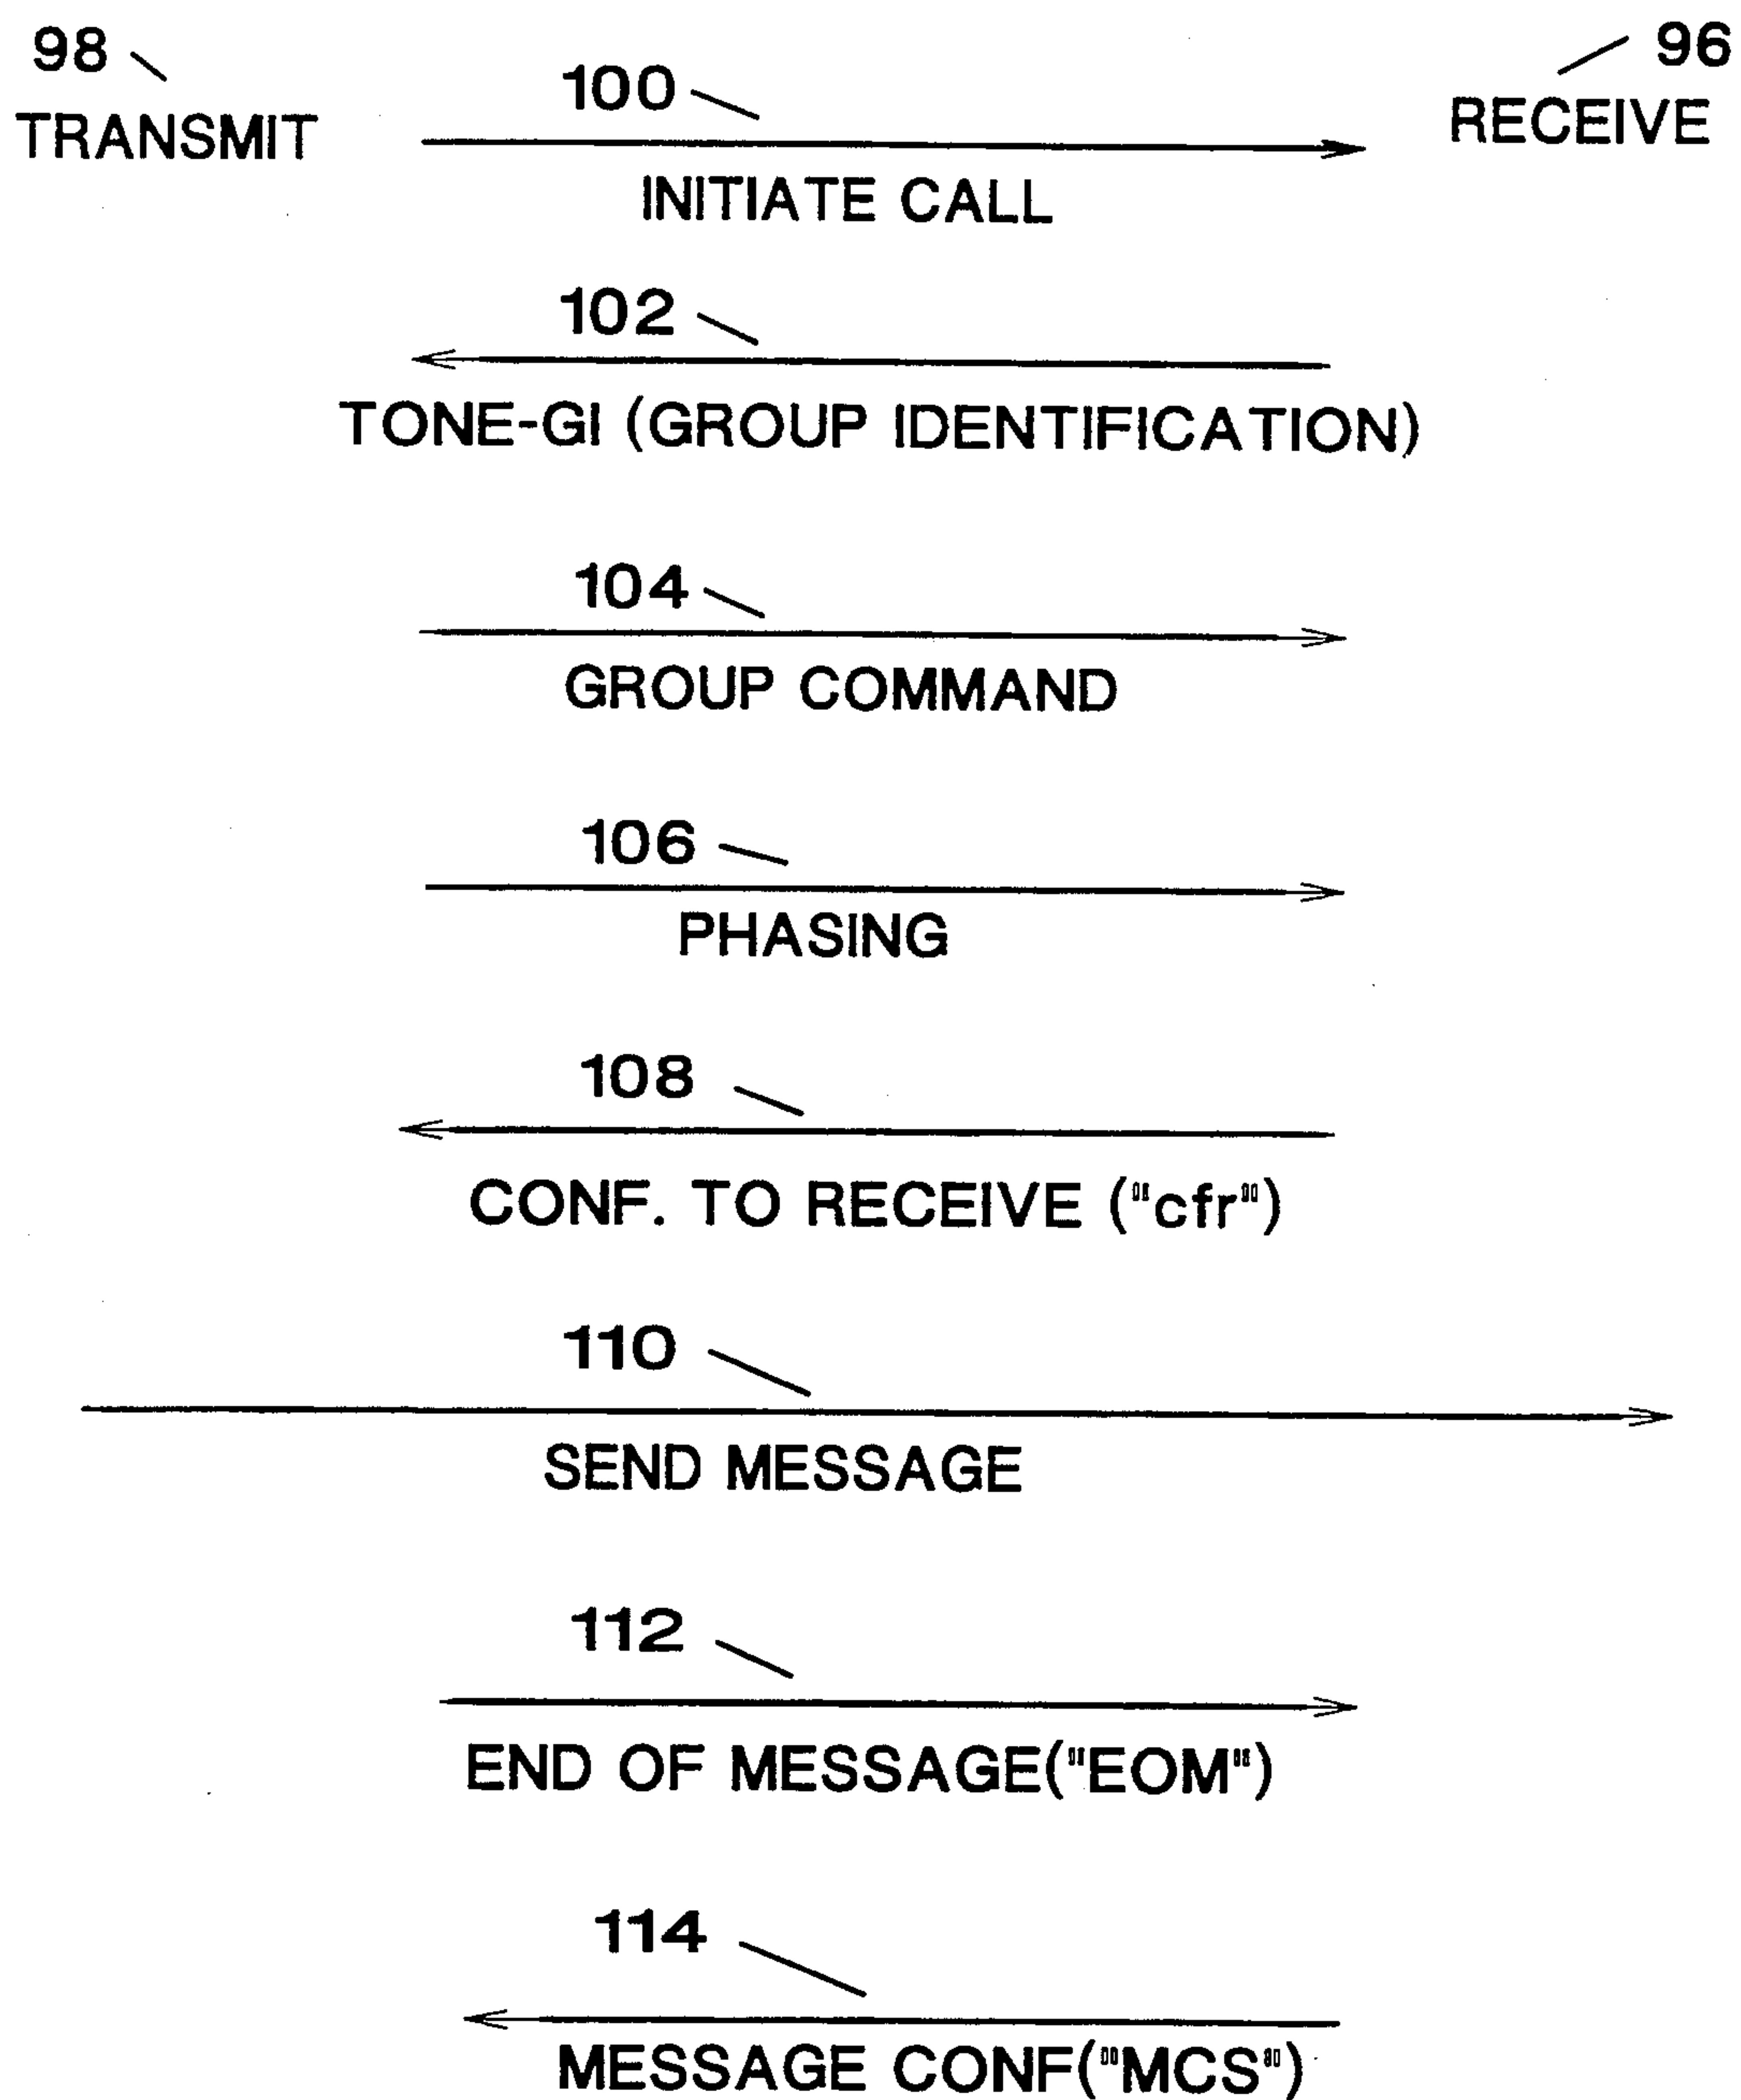 98
96
100
TRANSMIT
RECEIVE
INITIATE CALL
102
TONE-GI (GROUP IDENTIFICATION)
104
GROUP COMMAND
106
PHASING
108
CONF. TO RECEIVE ("cfr")
110
SEND MESSAGE
112
END OF MESSAGE("EOM")
114
MESSAGE CONF("MCS")